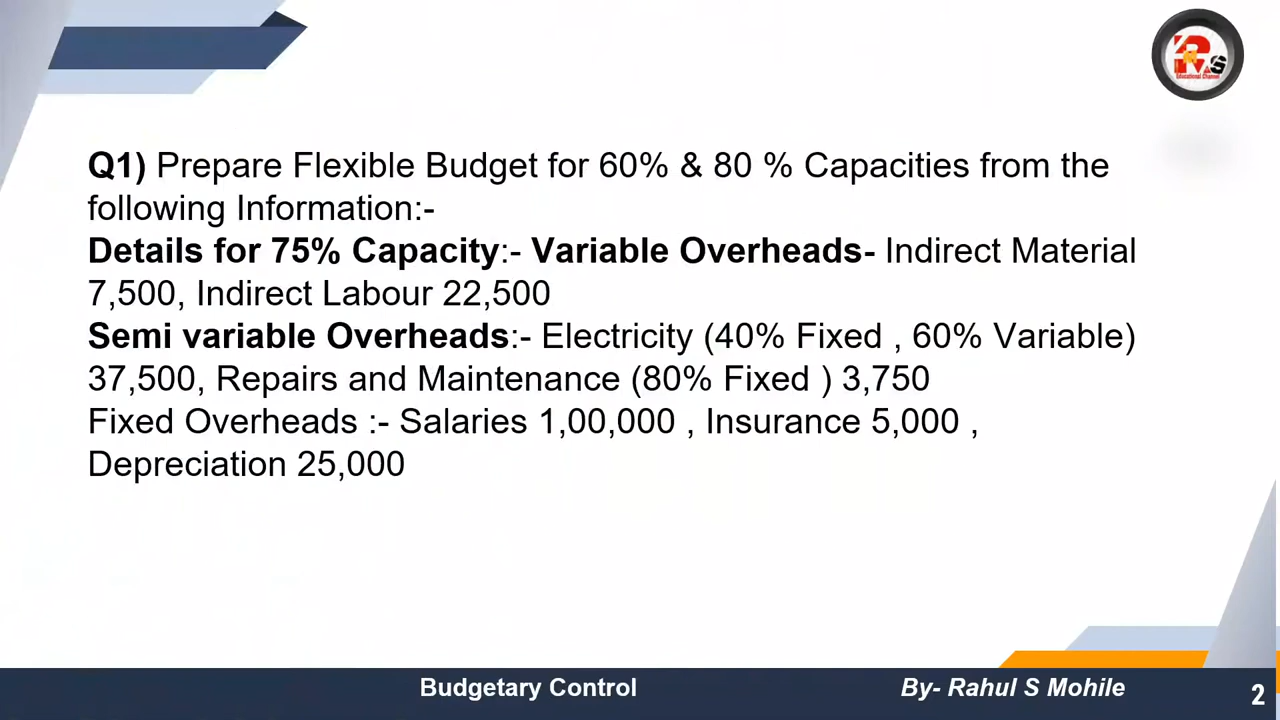 Q1) Prepare Flexible Budget for 60% & 80 % Capacities from the
following Information:-
Details for 75% Capacity:- Variable Overheads- Indirect Material
7,500, Indirect Labour 22,500
Semi variable Overheads:- Electricity (40% Fixed , 60% Variable)
37,500, Repairs and Maintenance (80% Fixed ) 3,750
Fixed Overheads :- Salaries 1,00,000 , Insurance 5,000 ,
Depreciation 25,000
Educational Channel
Budgetary Control
By- Rahul S Mohile
2